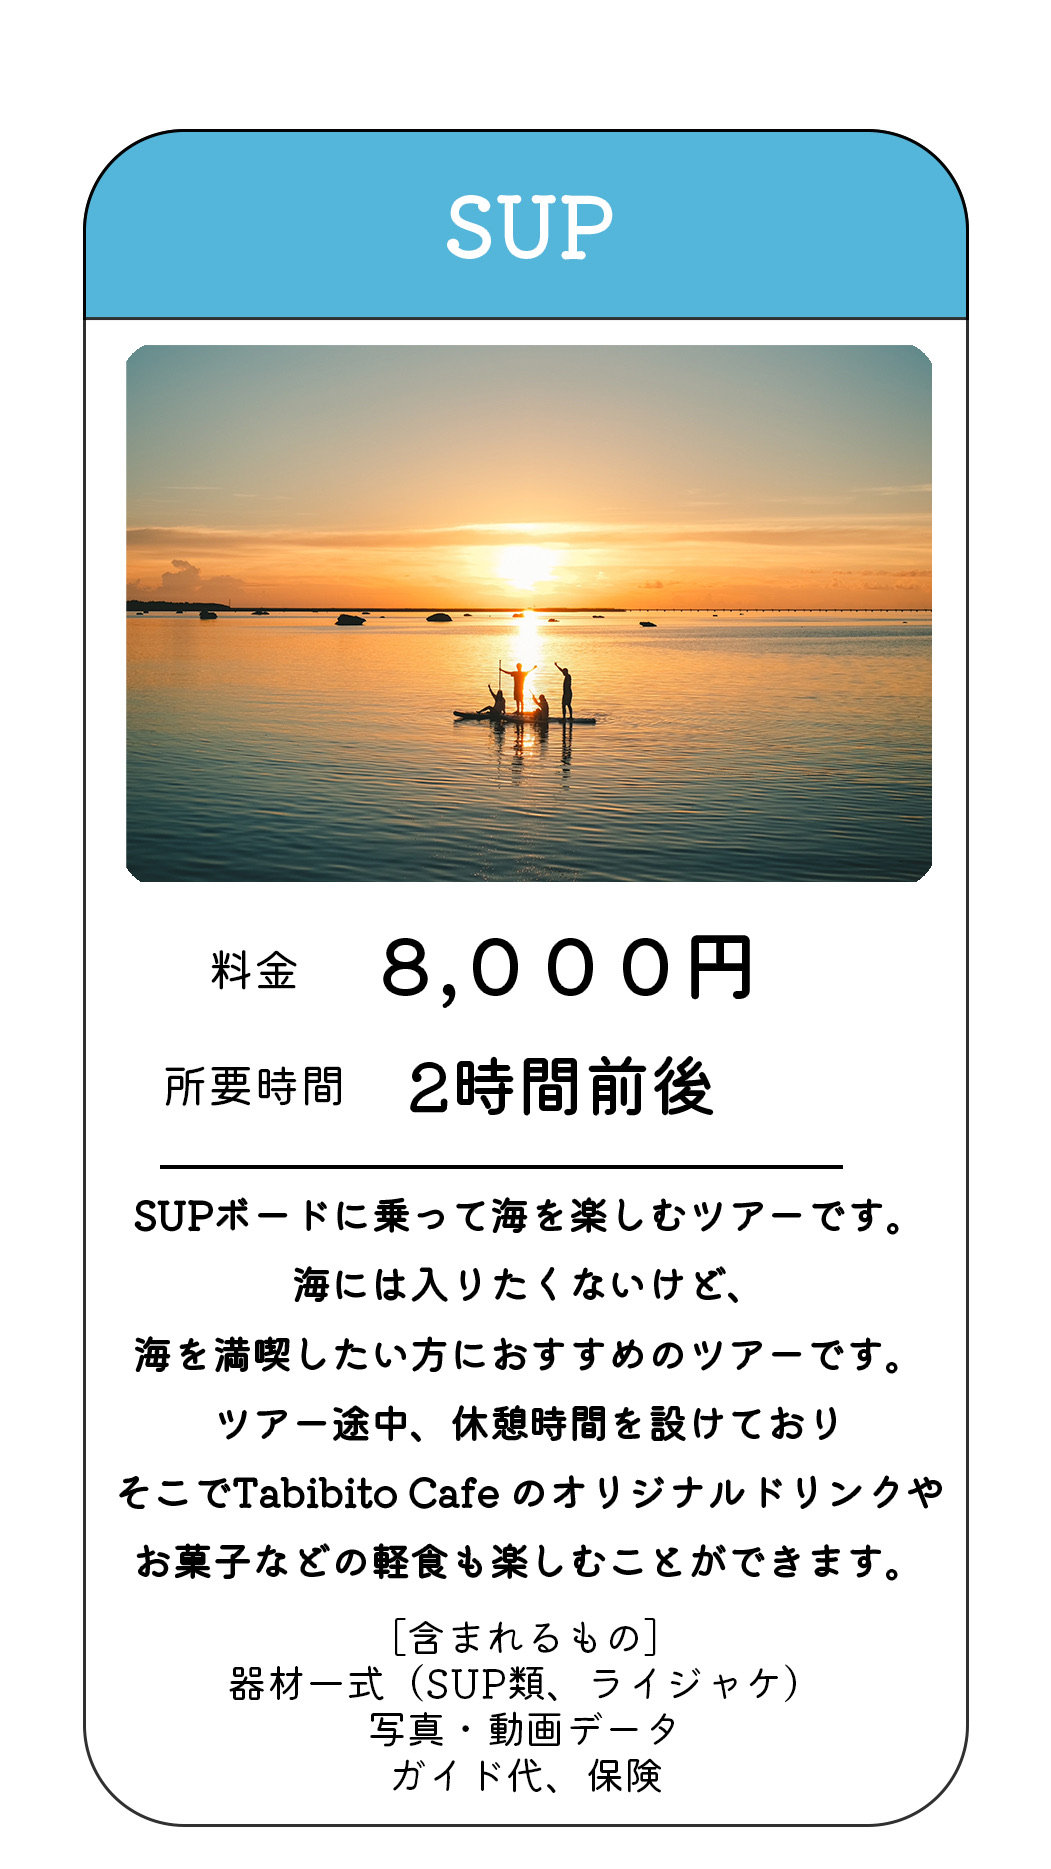 SUP
料金 8,000円
所要時間 2時間前後
SUPボードに乗って海を楽しむツアーです。
海には入りたくないけど、
海を満喫したい方におすすめのツアーです。
ツアー途中、休憩時間を設けており
そこでTabibito Cafe のオリジナルドリンクや
お菓子などの軽食も楽しむことができます。
[含まれるもの]
器材一式（SUP類、ライジャケ）
写真・動画データ
ガイド代、保険